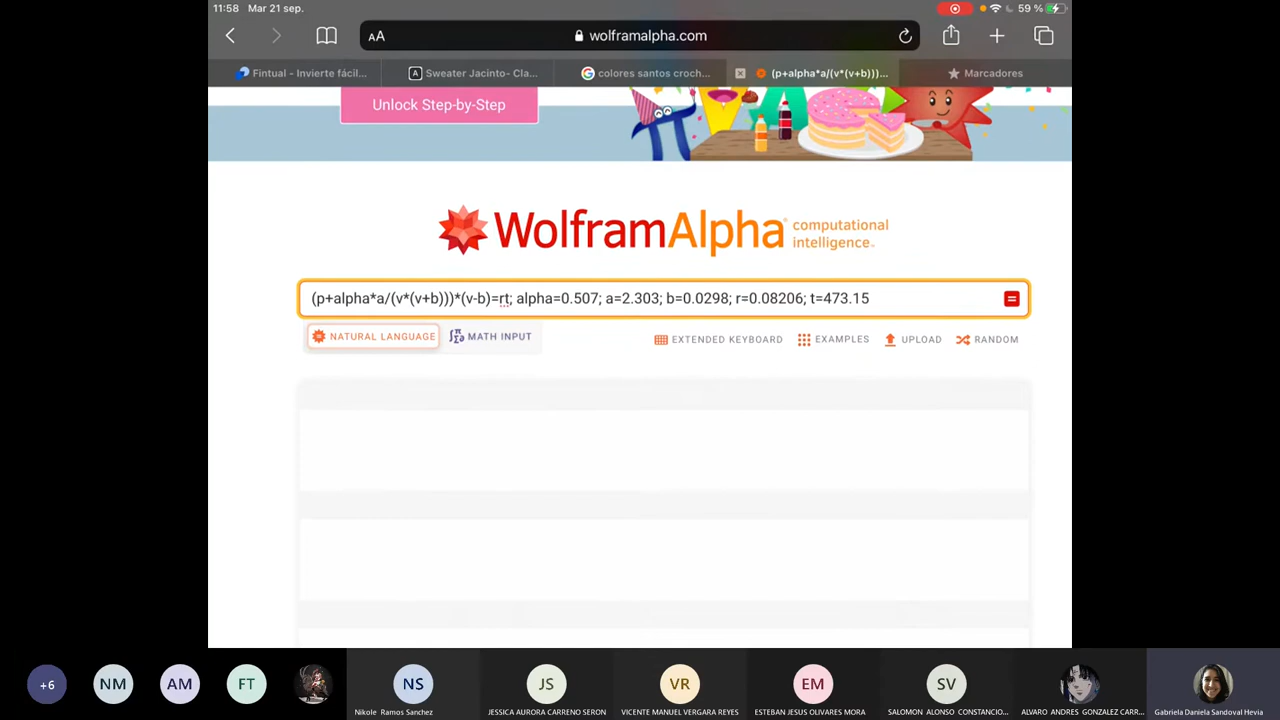 11:58 Mar 21 sep.
59 %
AA
wolframalpha.com
Fintual - Invierte fácil...
A Sweater Jacinto- Cla...
colores santos croch...
(p+alpha*a/(v*(v+b)))...
Marcadores
Unlock Step-by-Step
WolframAlpha computational intelligence™
(p+alpha*a/(v*(v+b)))*(v-b)=rt; alpha=0.507; a=2.303; b=0.0298; r=0.08206; t=473.15
NATURAL LANGUAGE
MATH INPUT
EXTENDED KEYBOARD
EXAMPLES
UPLOAD
RANDOM
+6
NM
AM
FT
NS
JS
VR
EM
SV
Nikole Ramos Sanchez
JESSICA AURORA CARRENO SERON
VICENTE MANUEL VERGARA REYES
ESTEBAN JESUS OLIVARES MORA
SALOMON ALONSO CONSTANCIO...
ALVARO ANDRES GONZALEZ CARR...
Gabriela Daniela Sandoval Hevia